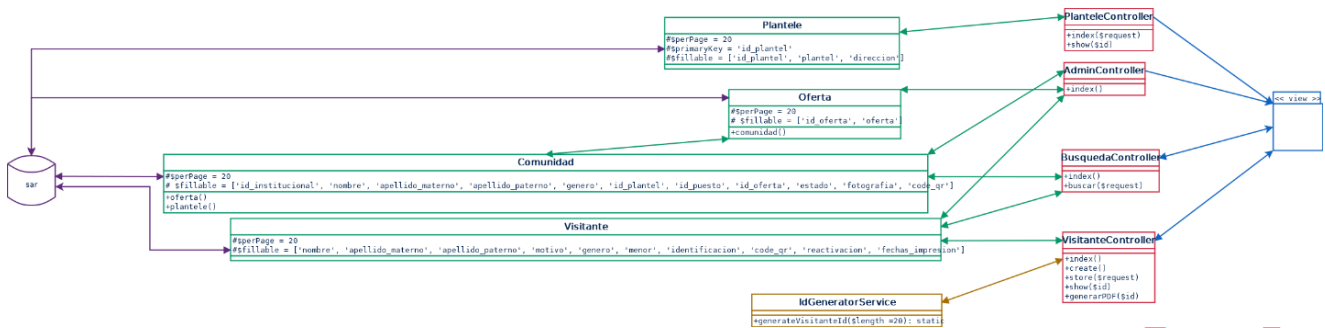 Plantele
#$perPage = 20
#$primaryKey = 'id_plantel'
#$fillable = ['id_plantel', 'plantel', 'direccion']
PlanteleController
+index($request)
+show($id)
AdminController
+index()
Oferta
#$perPage = 20
# $fillable = ['id_oferta', 'oferta']
+comunidad()
<< view >>
sar
Comunidad
#$perPage = 20
# $fillable = ['id_institucional', 'nombre', 'apellido_materno', 'apellido_paterno', 'genero', 'id_plantel', 'id_puesto', 'id_oferta', 'estado', 'fotografia', 'code_qr']
+oferta()
+plantele()
BusquedaController
+index()
+buscar($request)
Visitante
#$perPage = 20
#$fillable = ['nombre', 'apellido_materno', 'apellido_paterno', 'motivo', 'genero', 'menor', 'identificacion', 'code_qr', 'reactivacion', 'fechas_impresion']
VisitanteController
+index()
+create()
+store($request)
+show($id)
+generarPDF($id)
IdGeneratorService
+generateVisitanteId($length =20): static